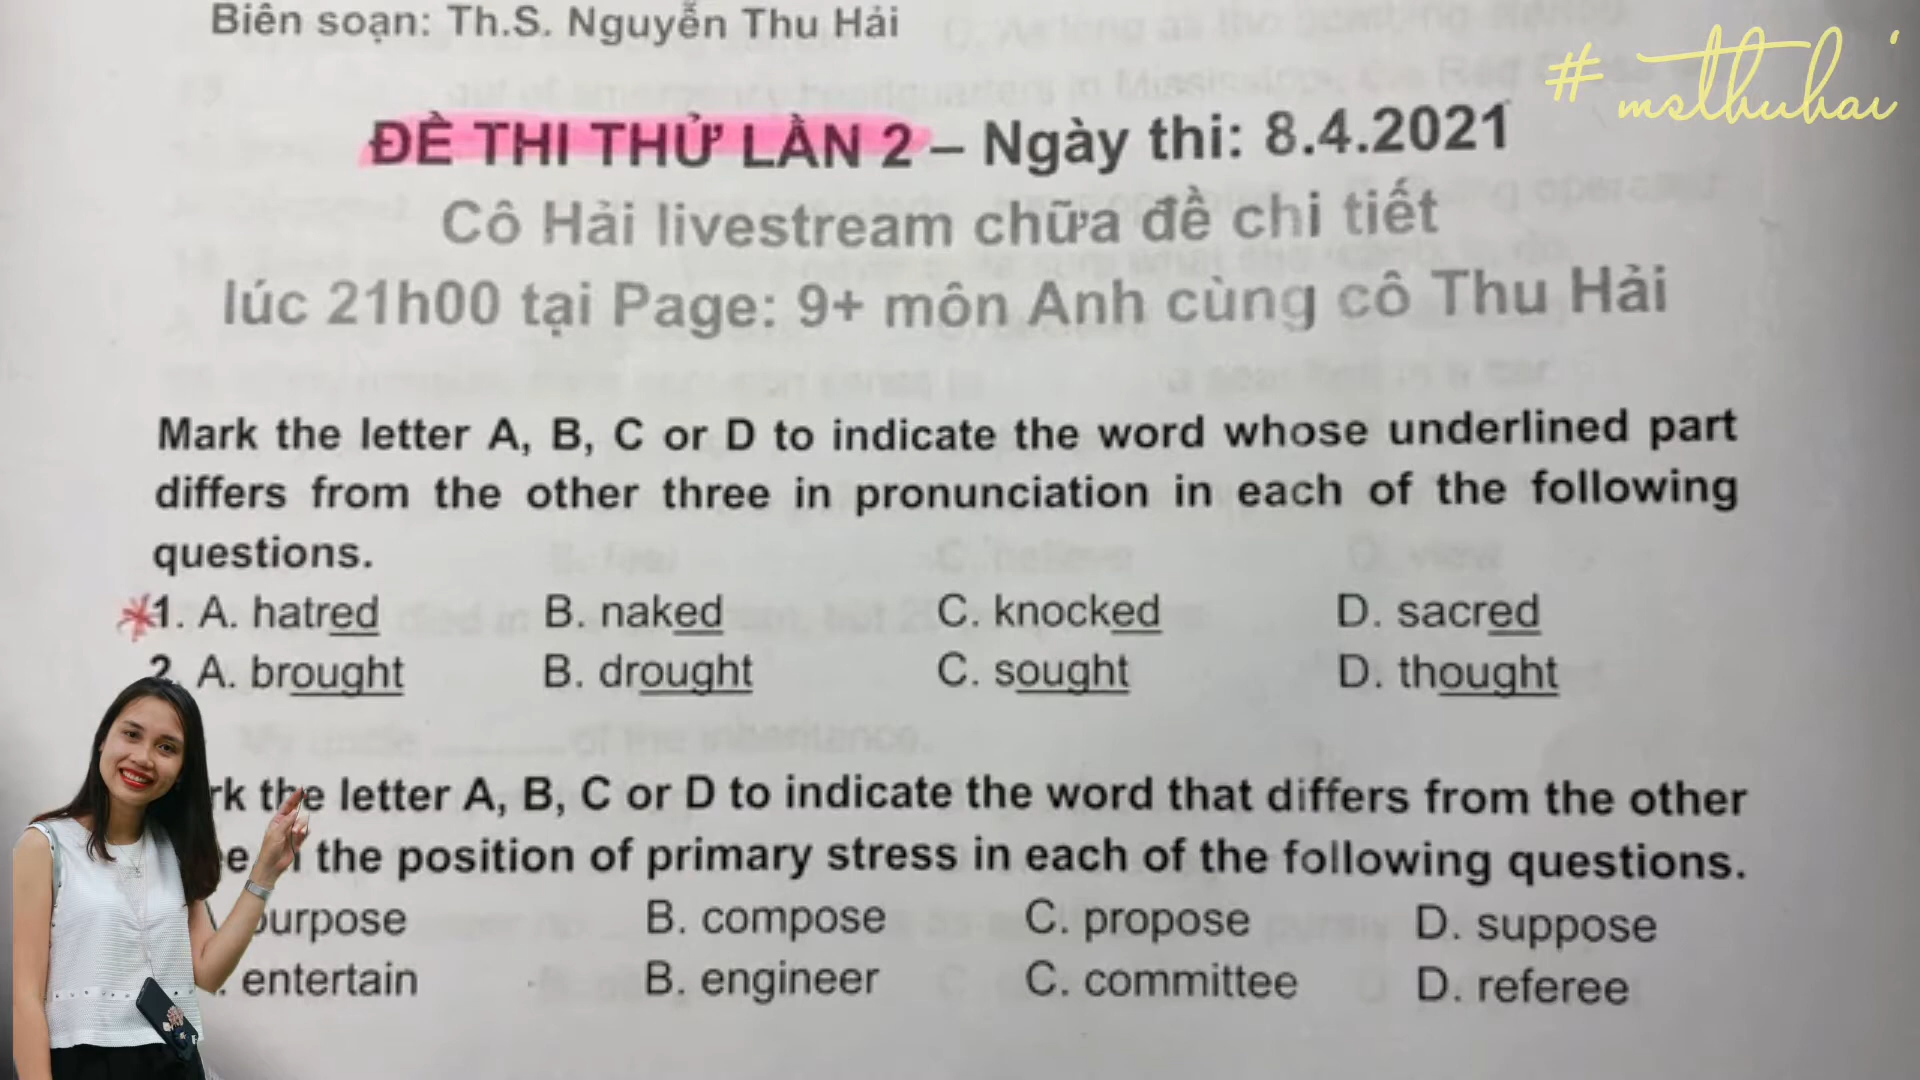 Biên soạn: Th.S. Nguyễn Thu Hải
# msthuhai
ĐỀ THI THỬ LẦN 2 – Ngày thi: 8.4.2021
Cô Hải livestream chữa đề chi tiết
lúc 21h00 tại Page: 9+ môn Anh cùng cô Thu Hải
Mark the letter A, B, C or D to indicate the word whose underlined part
differs from the other three in pronunciation in each of the following
questions.
*1. A. hatred B. naked C. knocked D. sacred
2. A. brought B. drought C. sought D. thought
the letter A, B, C or D to indicate the word that differs from the other
the position of primary stress in each of the following questions.
purpose B. compose C. propose D. suppose
entertain B. engineer C. committee D. referee